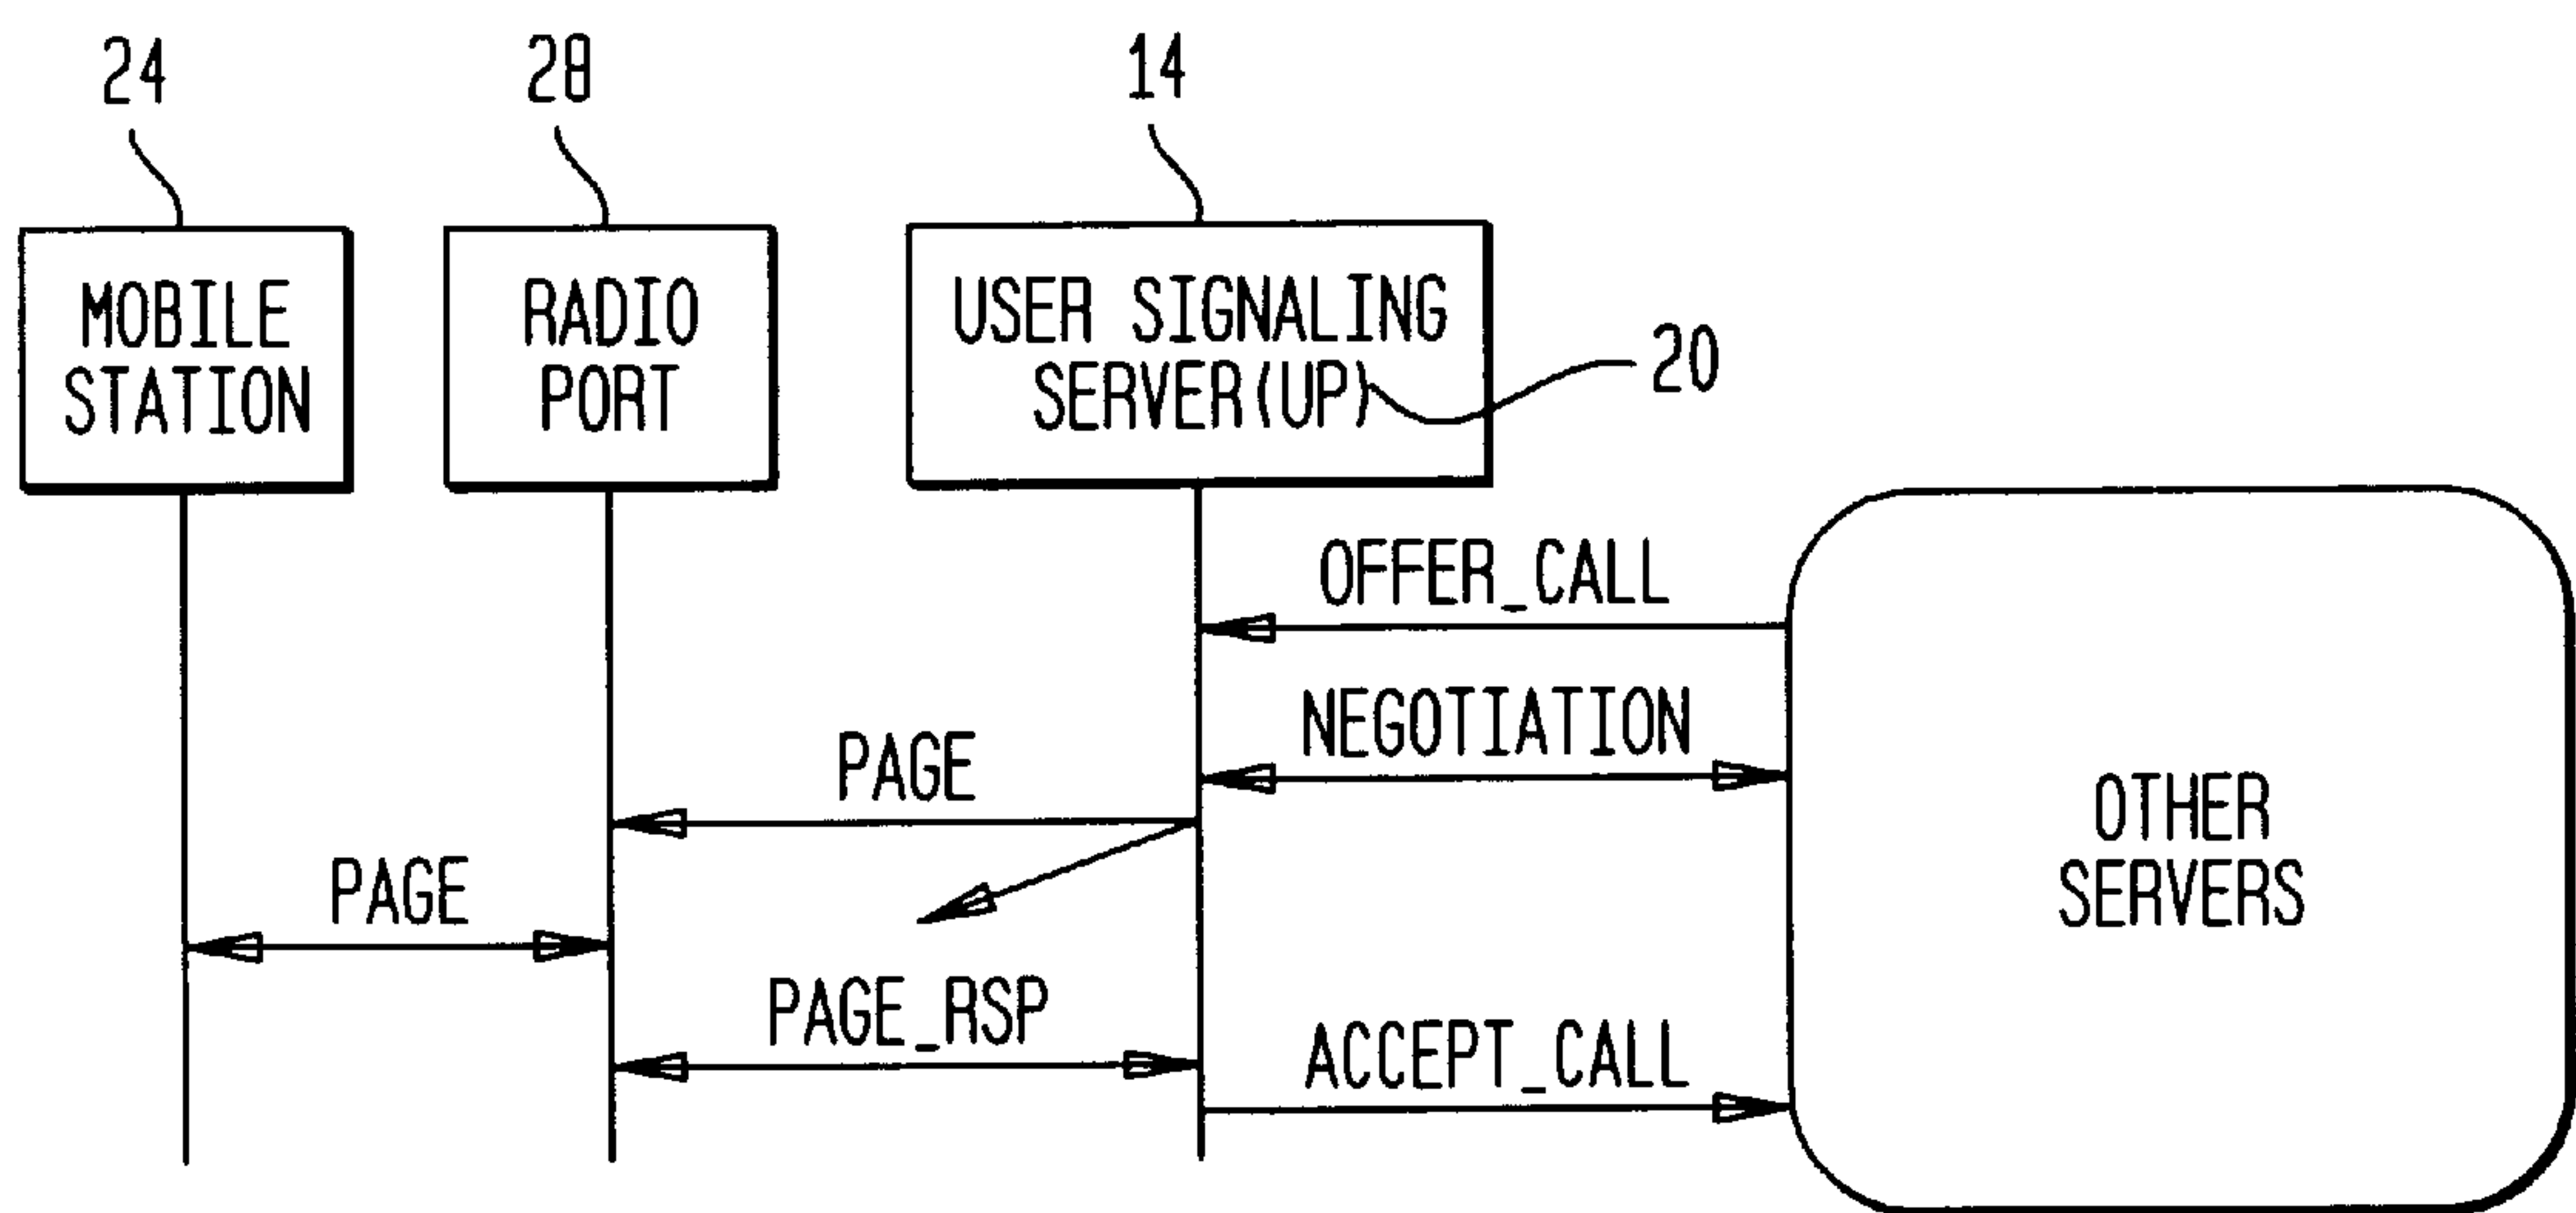 24
28
14
MOBILE
STATION
RADIO
PORT
USER SIGNALING
SERVER(UP)
20
OFFER_CALL
NEGOTIATION
PAGE
PAGE
PAGE_RSP
ACCEPT_CALL
OTHER
SERVERS